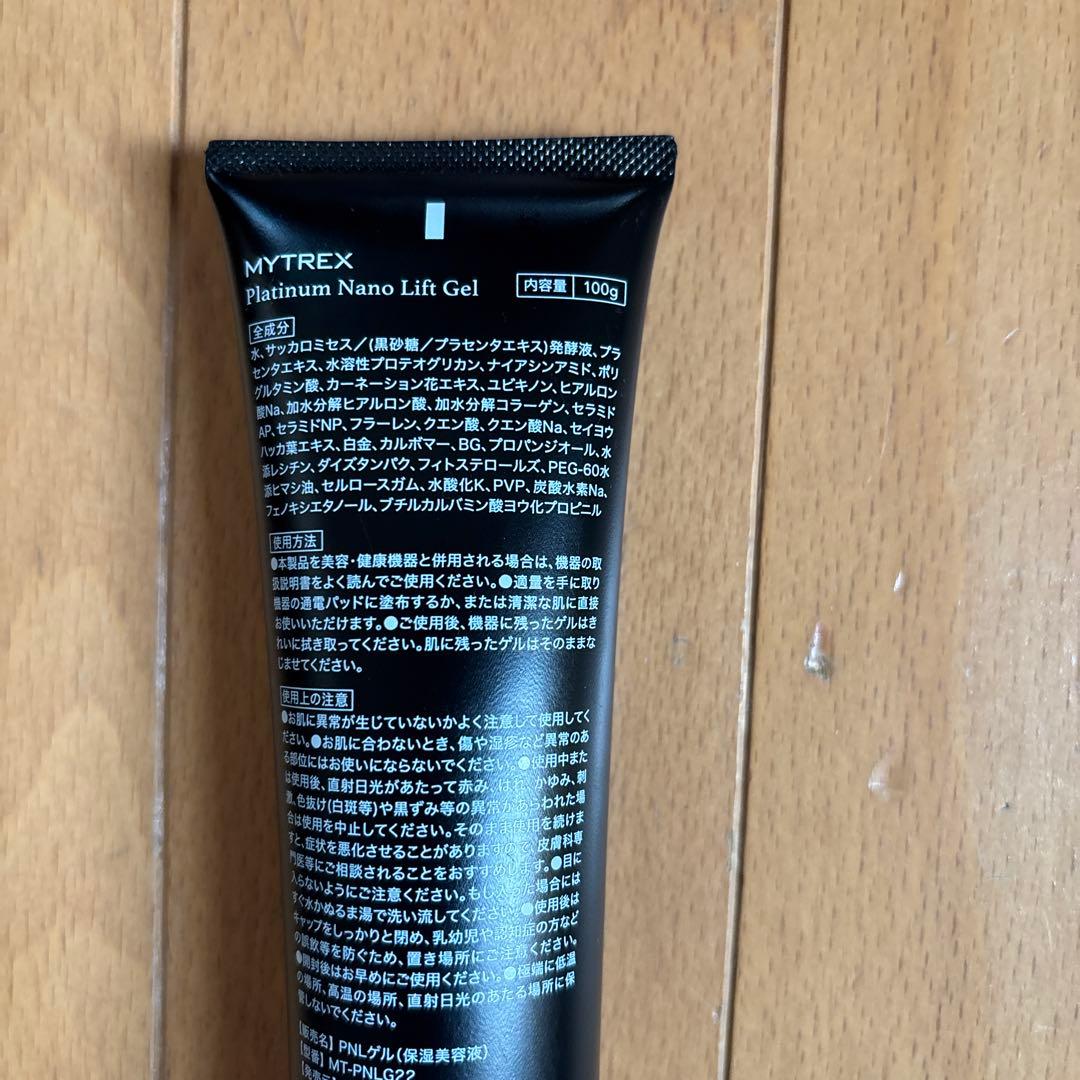 MYTREX
Platinum Nano Lift Gel
内容量 100g
全成分
水、サッカロミセス/(黒砂糖/プラセンタエキス)発酵液、プラ
センタエキス、水溶性プロテオグリカン、ナイアシンアミド、ポリ
グルタミン酸、カーネーション花エキス、ユビキノン、ヒアルロン
酸Na、加水分解ヒアルロン酸、加水分解コラーゲン、セラミド
AP、セラミドNP、フラーレン、クエン酸、クエン酸Na、セイヨウ
ハッカ葉エキス、白金、カルボマー、BG、プロパンジオール、水
添レシチン、ダイズタンパク、フィトステロールズ、PEG-60水
添ヒマシ油、セルロースガム、水酸化K、PVP、炭酸水素Na、
フェノキシエタノール、ブチルカルバミン酸ヨウ化プロピニル
使用方法
●本製品を美容・健康機器と併用される場合は、機器の取
扱説明書をよく読んでご使用ください。●適量を手に取り
機器の通電パッドに塗布するか、または清潔な肌に直接
お使いいただけます。●ご使用後、機器に残ったゲルはき
れいに拭き取ってください。肌に残ったゲルはそのままな
じませてください。
使用上の注意
●お肌に異常が生じていないかよく注意して使用してく
ださい。●お肌に合わないとき、傷や湿疹など異常のあ
る部位にはお使いにならないでください。●使用中また
は使用後、直射日光があたって赤み、はれ、かゆみ、刺
激、色抜け(白斑等)や黒ずみ等の異常があらわれた場
合は使用を中止してください。そのまま使用を続けま
すと、症状を悪化させることがありますので、皮膚科専
門医等にご相談されることをおすすめします。●目に
入らないようにご注意ください。もし入った場合には
すぐ水かぬるま湯で洗い流してください。●使用後は
キャップをしっかりと閉め、乳幼児や認知症の方など
の誤飲等を防ぐため、置き場所にご注意ください。
●開封後はお早めにご使用ください。●極端に低温
の場所、高温の場所、直射日光のあたる場所に保
管しないでください。
【販売名】PNLゲル(保湿美容液)
【型番】MT-PNLG22
【発売元】